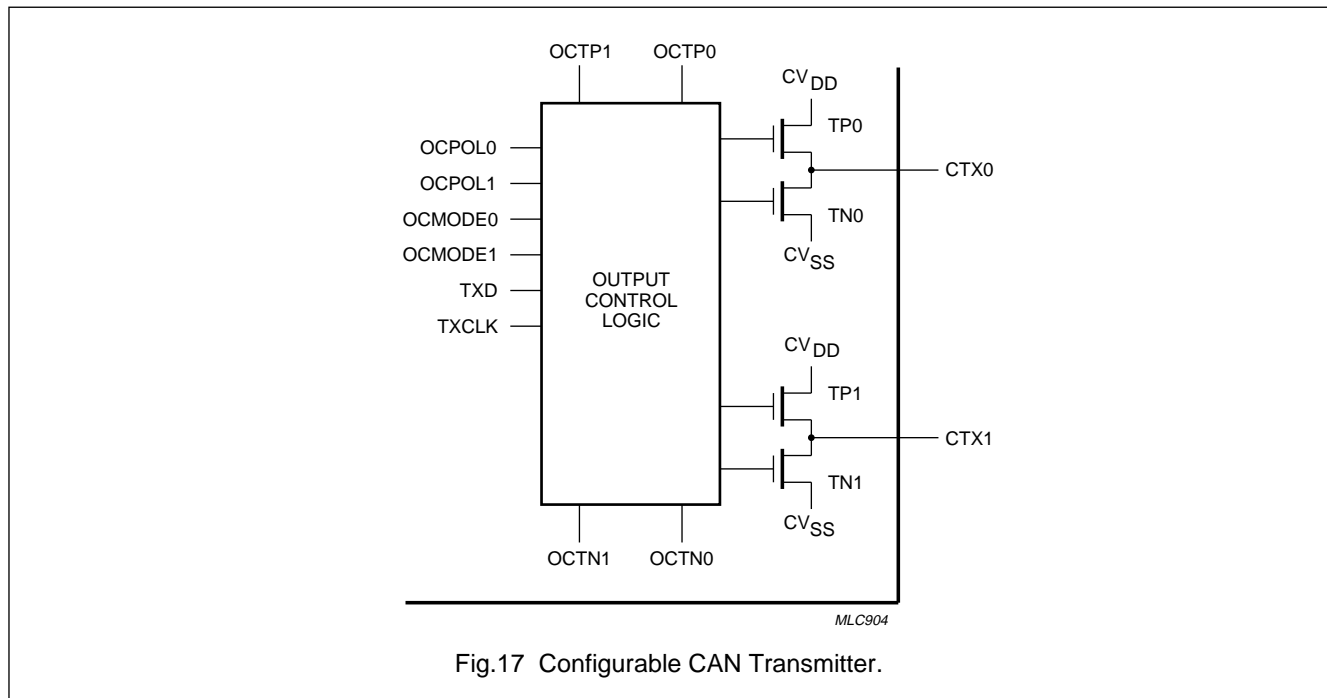 OCTP1 OCTP0
CVDD
TP0
OCPOL0
CTX0
OCPOL1
TN0
OCMODE0
OCMODE1
CVSS
OUTPUT
CONTROL
LOGIC
TXD
TXCLK
CVDD
TP1
CTX1
TN1
CVSS
OCTN1 OCTN0
MLC904
Fig.17 Configurable CAN Transmitter.